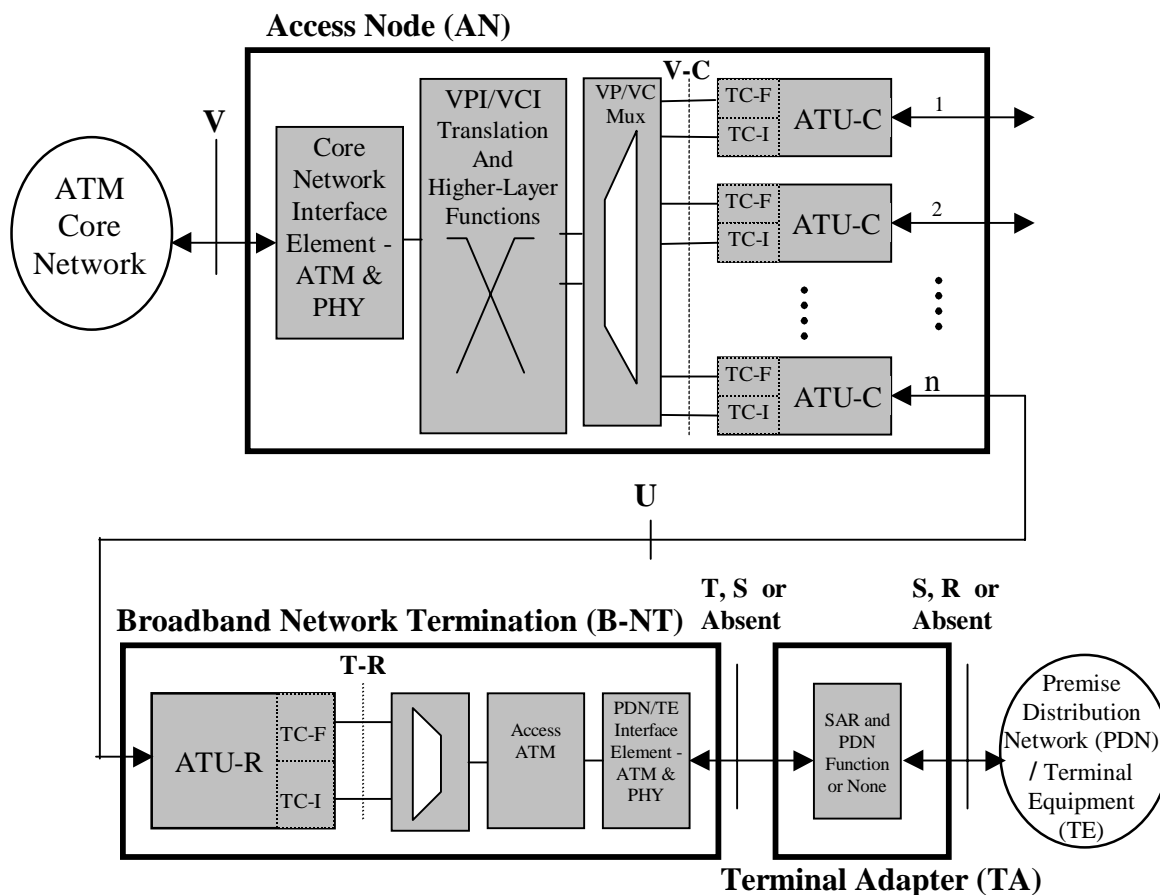 Access Node (AN)
V
ATM
Core
Network
Core
Network
Interface
Element -
ATM &
PHY
VPI/VCI
Translation
And
Higher-Layer
Functions
VP/VC
Mux
V-C
TC-F
TC-I
ATU-C
1
TC-F
TC-I
ATU-C
2
TC-F
TC-I
ATU-C
n
U
Broadband Network Termination (B-NT)
T, S or
Absent
S, R or
Absent
T-R
ATU-R
TC-F
TC-I
Access
ATM
PDN/TE
Interface
Element -
ATM &
PHY
SAR and
PDN
Function
or None
Premise
Distribution
Network (PDN)
/ Terminal
Equipment
(TE)
Terminal Adapter (TA)